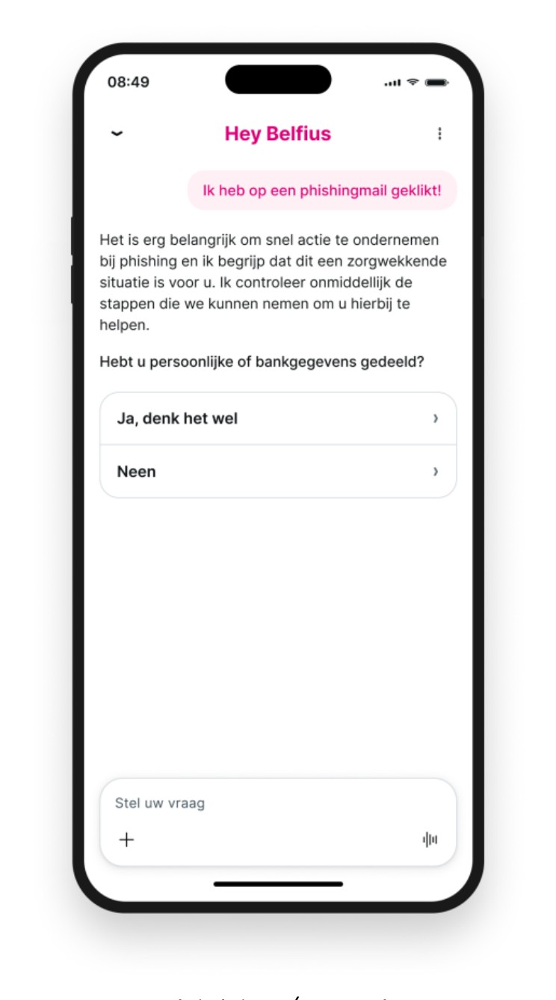 08:49
Hey Belfius
Ik heb op een phishingmail geklikt!
Het is erg belangrijk om snel actie te ondernemen
bij phishing en ik begrijp dat dit een zorgwekkende
situatie is voor u. Ik controleer onmiddellijk de
stappen die we kunnen nemen om u hierbij te
helpen.
Hebt u persoonlijke of bankgegevens gedeeld?
Ja, denk het wel
Neen
Stel uw vraag